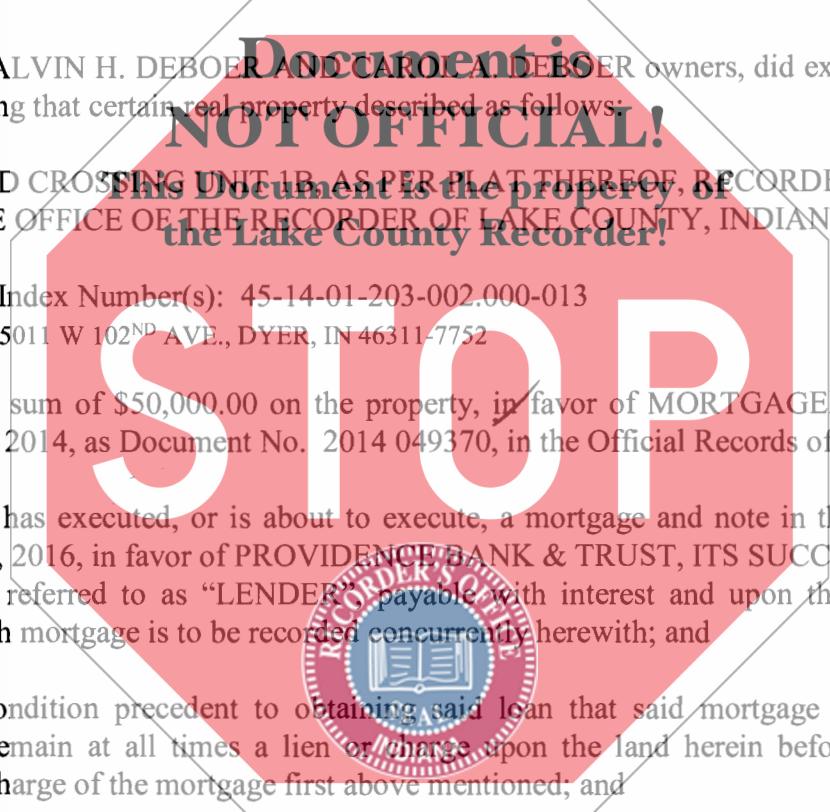 ALVIN H. DEBOER AND CAROL A. DEBOER owners, did ex
ng that certain real property described as follows:
D CROSSING UNIT 1B, AS PER PLAT THEREOF, RECORDE
E OFFICE OF THE RECORDER OF LAKE COUNTY, INDIAN
Index Number(s): 45-14-01-203-002.000-013
5011 W 102ND AVE., DYER, IN 46311-7752
sum of $50,000.00 on the property, in favor of MORTGAGE
2014, as Document No. 2014 049370, in the Official Records of
has executed, or is about to execute, a mortgage and note in th
, 2016, in favor of PROVIDENCE BANK & TRUST, ITS SUCC
referred to as “LENDER”, payable with interest and upon th
h mortgage is to be recorded concurrently herewith; and
ondition precedent to obtaining said loan that said mortgage
emain at all times a lien or charge upon the land herein befo
harge of the mortgage first above mentioned; and
Document is
NOT OFFICIAL!
This Document is the property of
the Lake County Recorder!
STOP
RECORDER'S OFFICE
SEAL
INDIANA